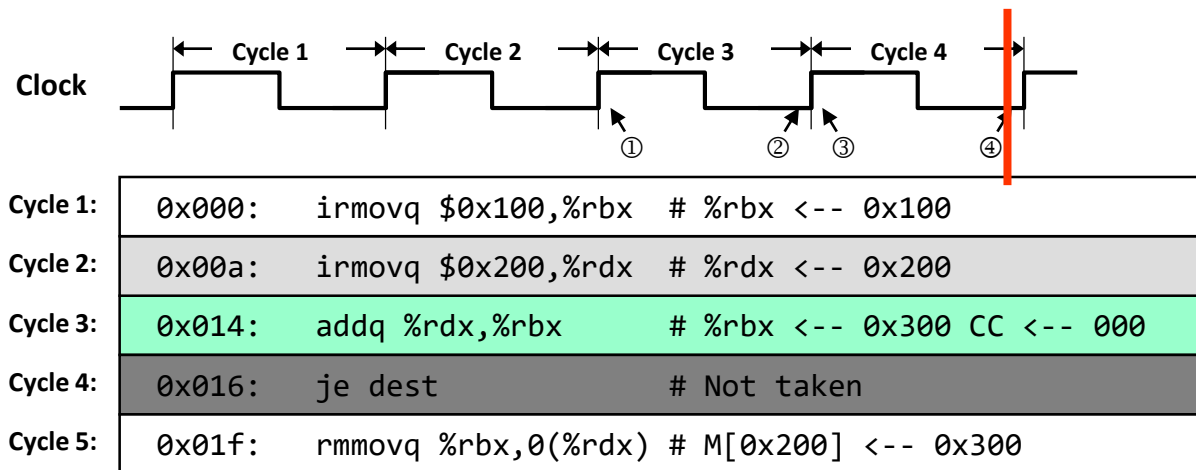 Cycle 1 Cycle 2 Cycle 3 Cycle 4
Clock
① ② ③ ④
Cycle 1: 0x000: irmovq $0x100,%rbx # %rbx <-- 0x100
Cycle 2: 0x00a: irmovq $0x200,%rdx # %rdx <-- 0x200
Cycle 3: 0x014: addq %rdx,%rbx # %rbx <-- 0x300 CC <-- 000
Cycle 4: 0x016: je dest # Not taken
Cycle 5: 0x01f: rmmovq %rbx,0(%rdx) # M[0x200] <-- 0x300